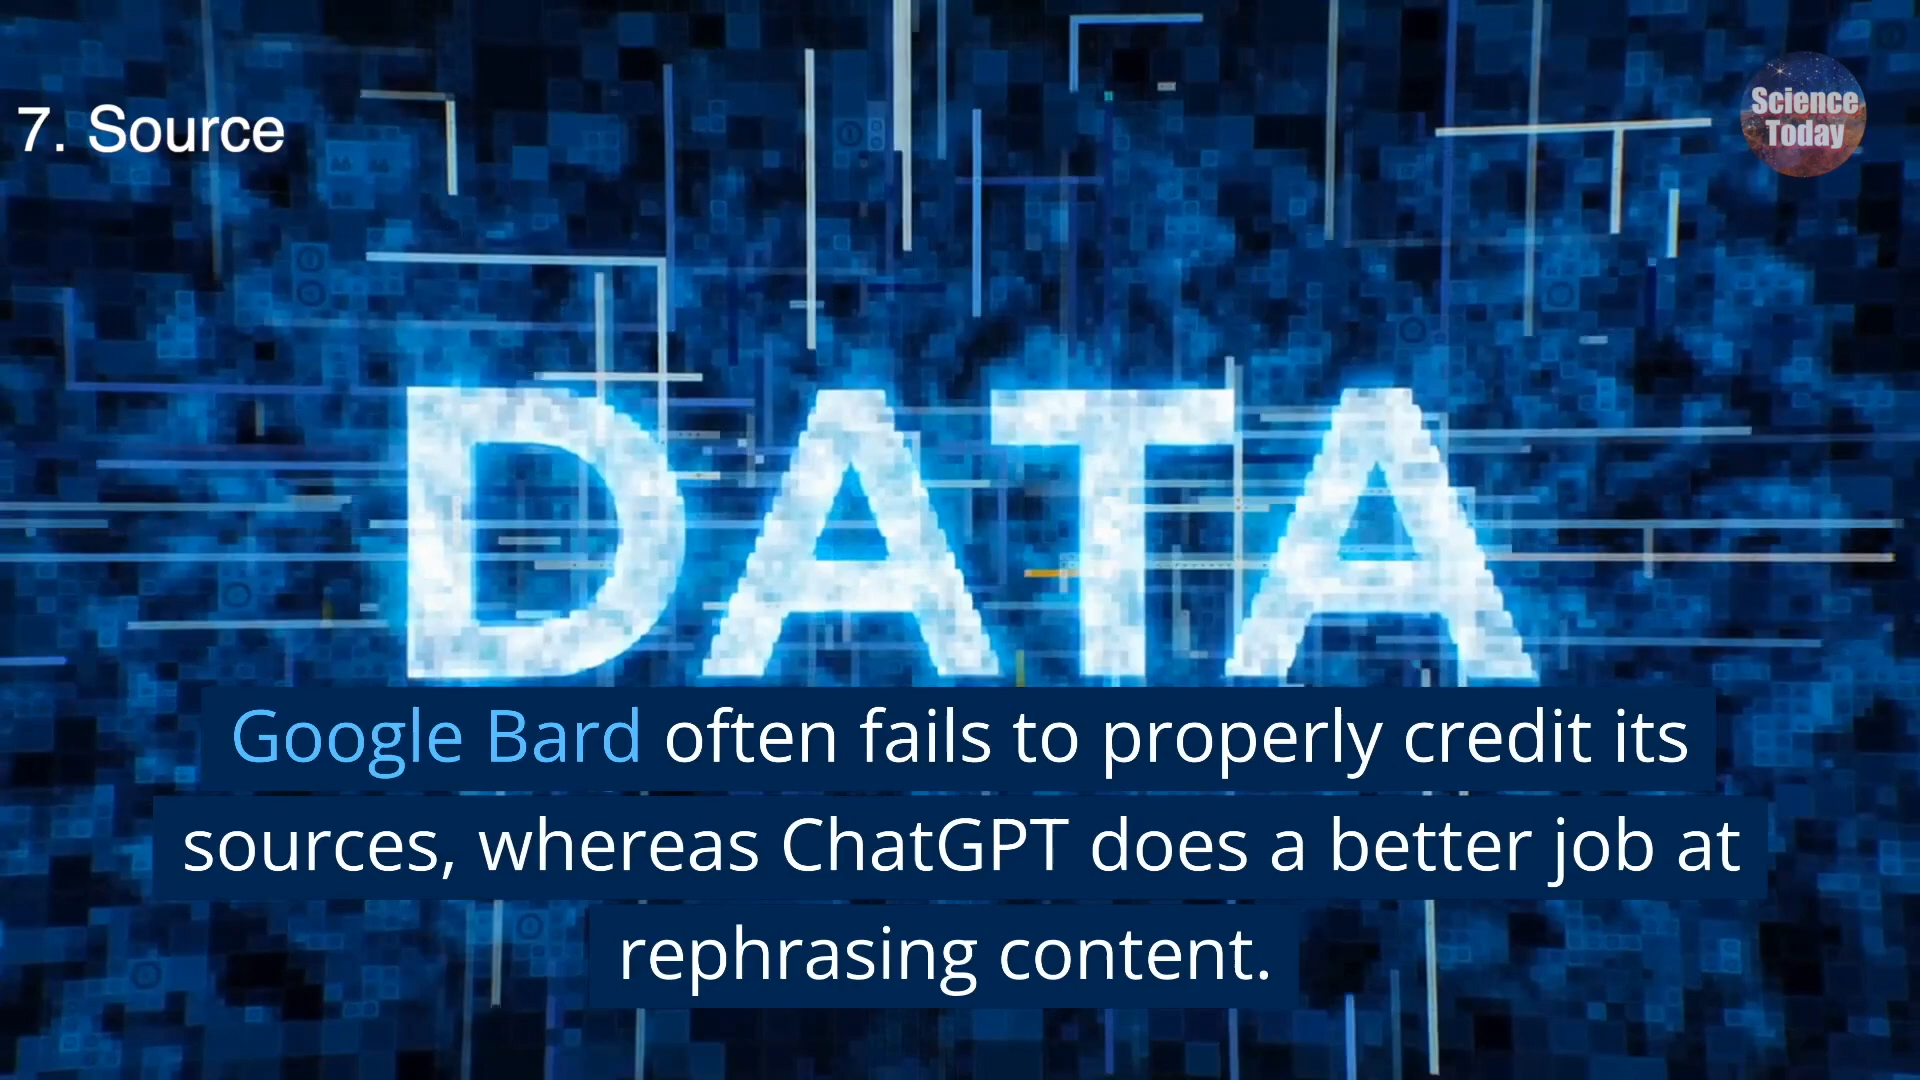 7. Source
Science
Today
DATA
Google Bard often fails to properly credit its
sources, whereas ChatGPT does a better job at
rephrasing content.